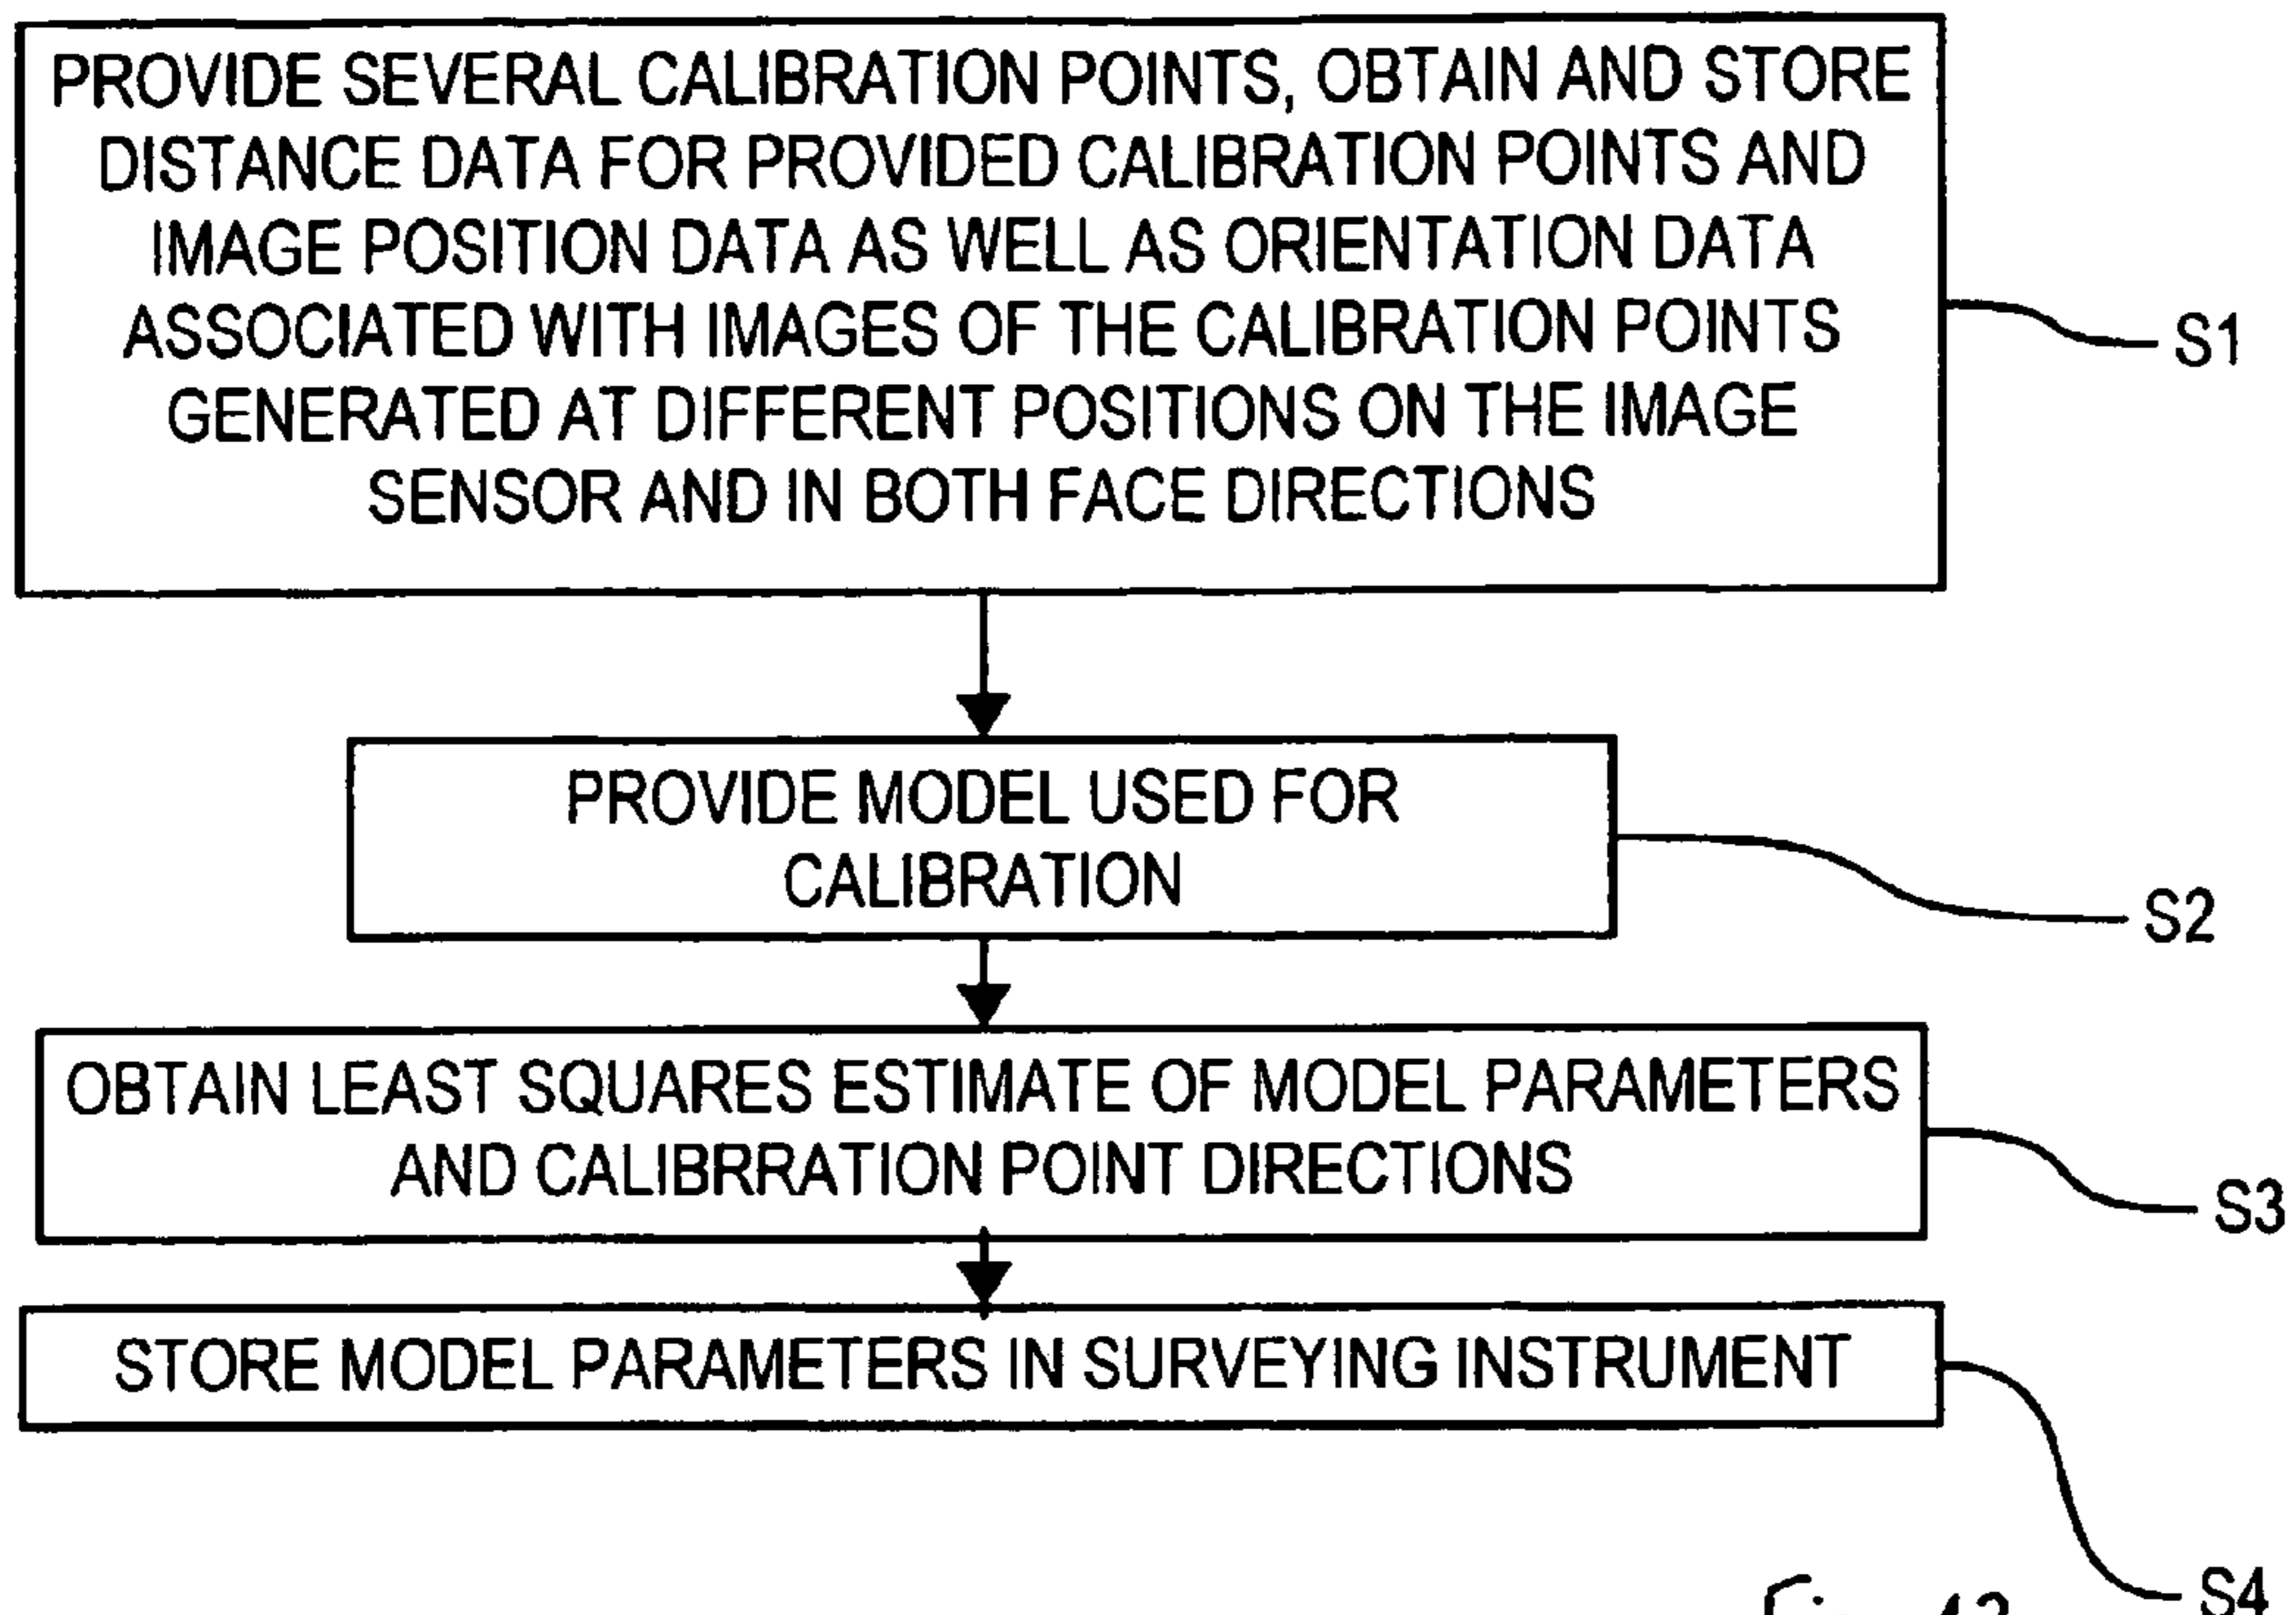 PROVIDE SEVERAL CALIBRATION POINTS, OBTAIN AND STORE
DISTANCE DATA FOR PROVIDED CALIBRATION POINTS AND
IMAGE POSITION DATA AS WELL AS ORIENTATION DATA
ASSOCIATED WITH IMAGES OF THE CALIBRATION POINTS
GENERATED AT DIFFERENT POSITIONS ON THE IMAGE
SENSOR AND IN BOTH FACE DIRECTIONS
S1
PROVIDE MODEL USED FOR
CALIBRATION
S2
OBTAIN LEAST SQUARES ESTIMATE OF MODEL PARAMETERS
AND CALIBRRATION POINT DIRECTIONS
S3
STORE MODEL PARAMETERS IN SURVEYING INSTRUMENT
S4